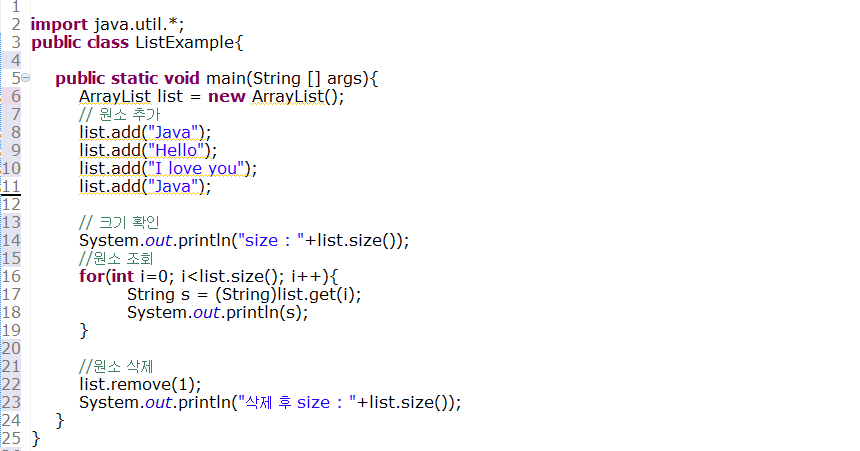 1
2 import java.util.*;
3 public class ListExample{
4
5 public static void main(String [] args){
6 ArrayList list = new ArrayList();
7 // 원소 추가
8 list.add("Java");
9 list.add("Hello");
10 list.add("I love you");
11 list.add("Java");
12
13 // 크기 확인
14 System.out.println("size : "+list.size());
15 //원소 조회
16 for(int i=0; i<list.size(); i++){
17 String s = (String)list.get(i);
18 System.out.println(s);
19 }
20
21 //원소 삭제
22 list.remove(1);
23 System.out.println("삭제 후 size : "+list.size());
24 }
25 }